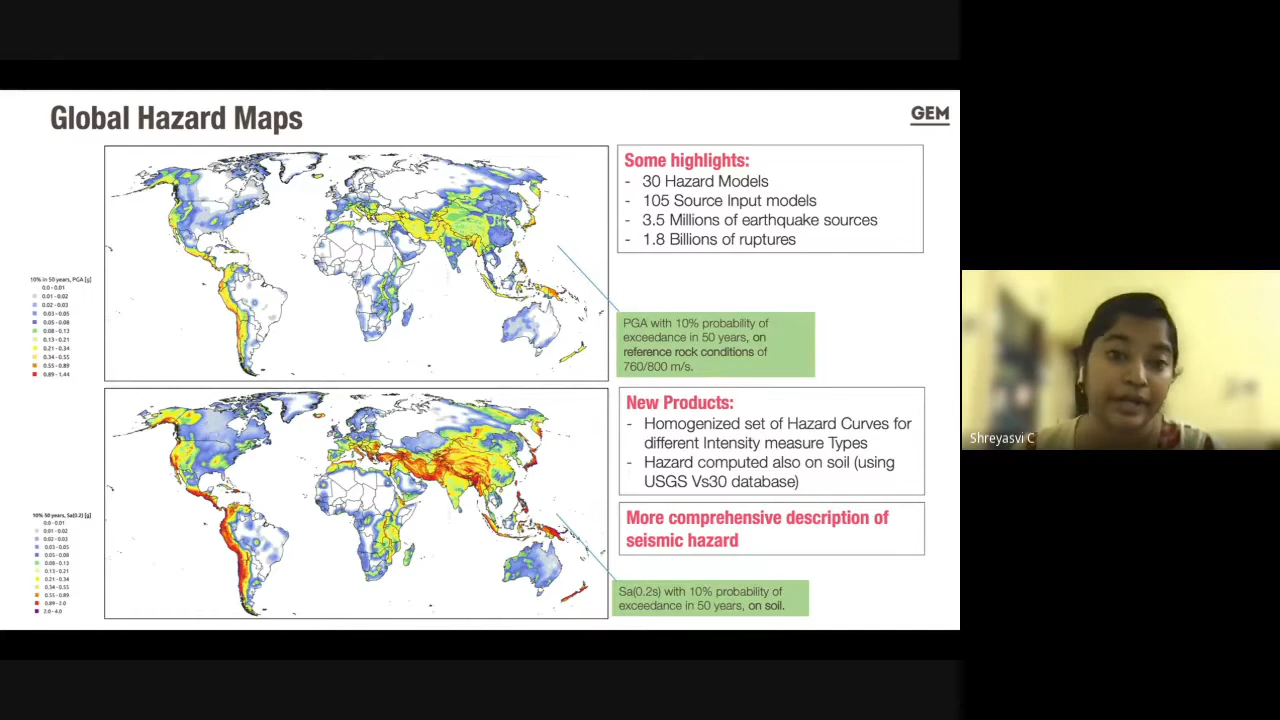 Global Hazard Maps
GEM
Some highlights:
- 30 Hazard Models
- 105 Source Input models
- 3.5 Millions of earthquake sources
- 1.8 Billions of ruptures
10% in 50 years, PGA [g]
0.0 - 0.01
0.01 - 0.02
0.02 - 0.03
0.03 - 0.05
0.05 - 0.08
0.08 - 0.13
0.13 - 0.21
0.21 - 0.34
0.34 - 0.55
0.55 - 0.89
0.89 - 1.44
PGA with 10% probability of
exceedance in 50 years, on
reference rock conditions of
760/800 m/s.
New Products:
- Homogenized set of Hazard Curves for
different Intensity measure Types
- Hazard computed also on soil (using
USGS Vs30 database)
More comprehensive description of
seismic hazard
10% 50 years, Sa(0.2) [g]
0.0 - 0.01
0.01 - 0.02
0.02 - 0.03
0.03 - 0.05
0.05 - 0.08
0.08 - 0.13
0.13 - 0.21
0.21 - 0.34
0.34 - 0.55
0.55 - 0.89
0.89 - 2.0
2.0 - 4.0
Sa(0.2s) with 10% probability of
exceedance in 50 years, on soil.
Shreyasvi C